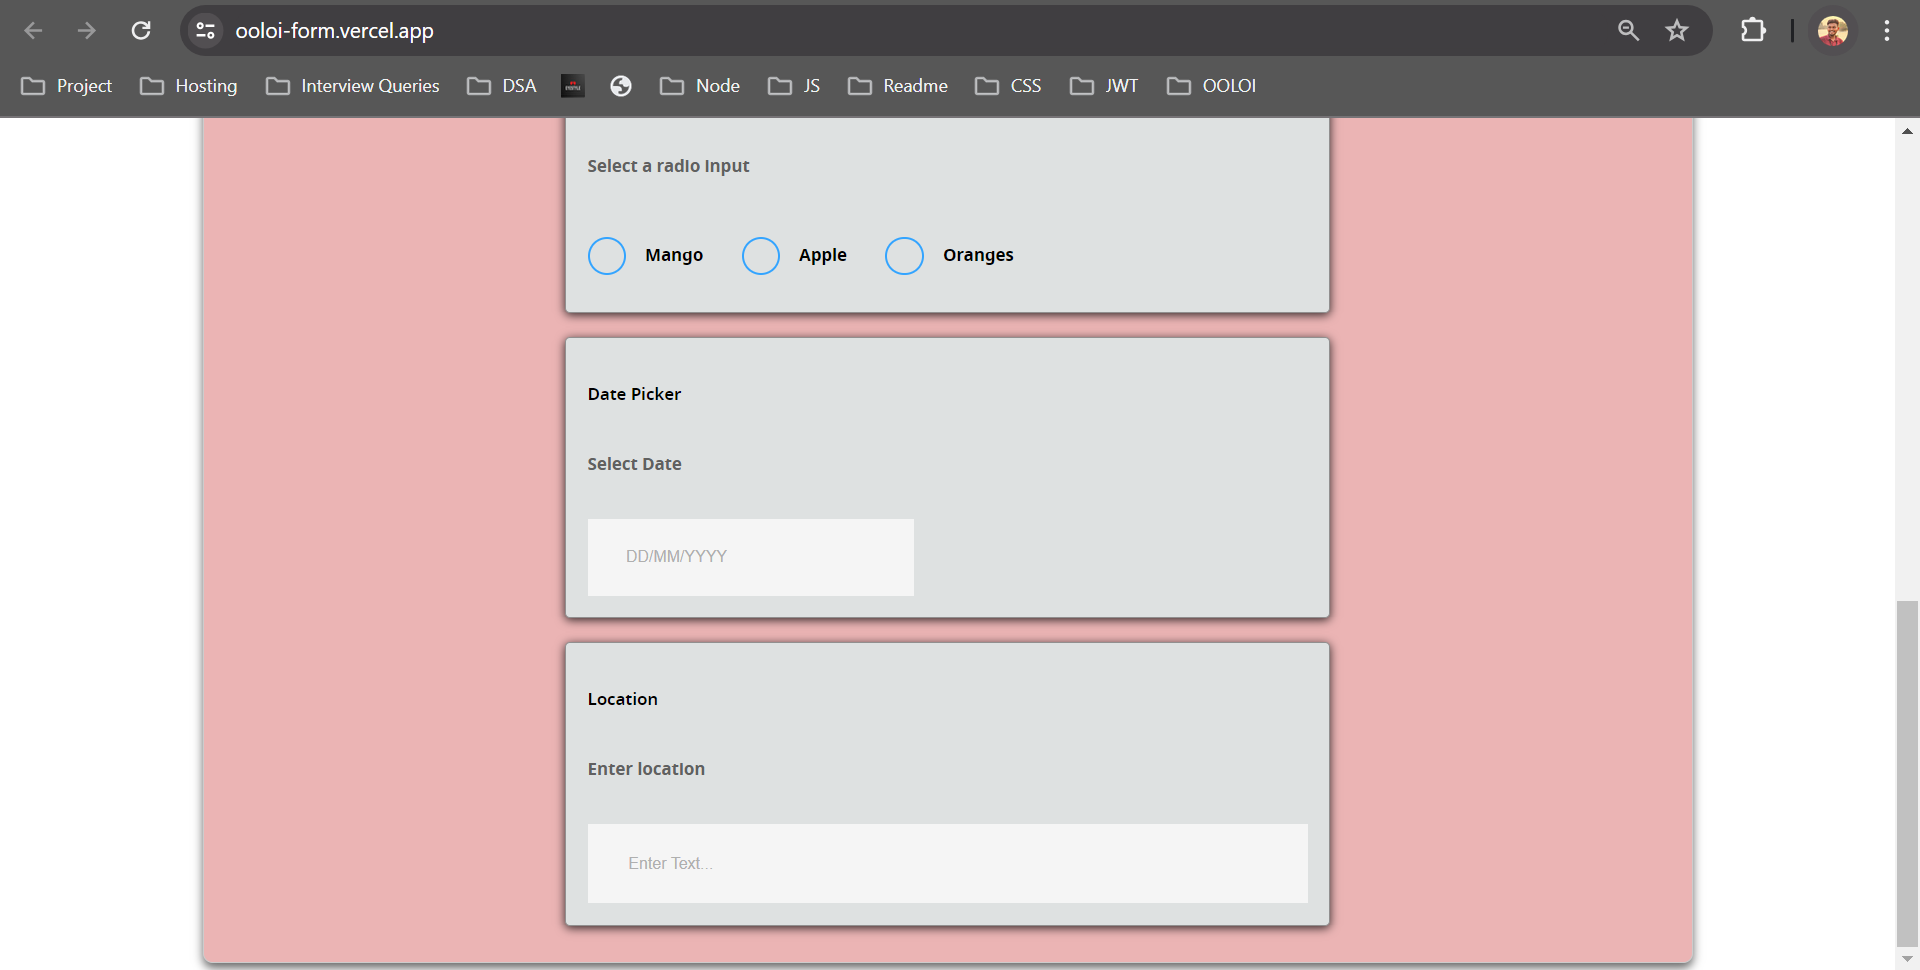 ooloi-form.vercel.app
Project Hosting Interview Queries DSA Node JS Readme CSS JWT OOLOI
Select a radio input
Mango Apple Oranges
Date Picker
Select Date
DD/MM/YYYY
Location
Enter location
Enter Text...